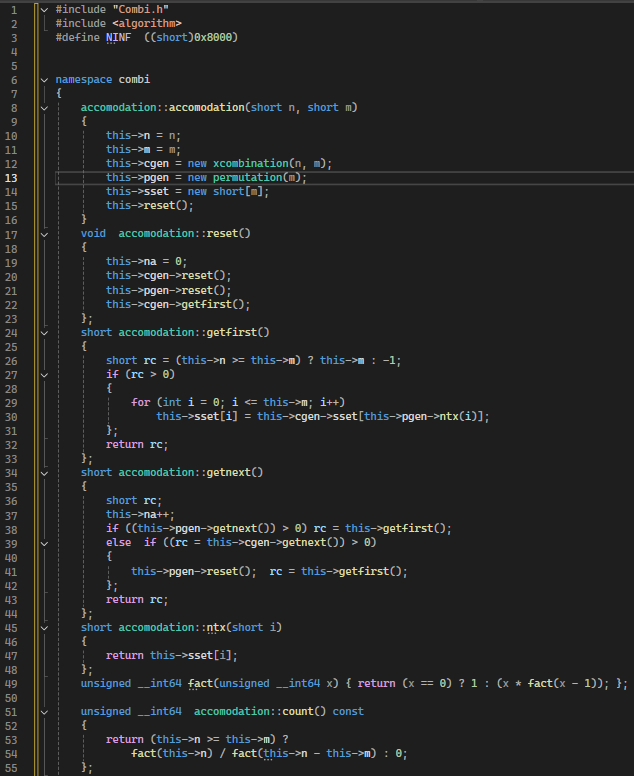 1 #include "Combi.h"
2 #include <algorithm>
3 #define NINF ((short)0x8000)
4
5
6 namespace combi
7 {
8 accomodation::accomodation(short n, short m)
9 {
10 this->n = n;
11 this->m = m;
12 this->cgen = new xcombination(n, m);
13 this->pgen = new permutation(m);
14 this->sset = new short[m];
15 this->reset();
16 }
17 void accomodation::reset()
18 {
19 this->na = 0;
20 this->cgen->reset();
21 this->pgen->reset();
22 this->cgen->getfirst();
23 };
24 short accomodation::getfirst()
25 {
26 short rc = (this->n >= this->m) ? this->m : -1;
27 if (rc > 0)
28 {
29 for (int i = 0; i <= this->m; i++)
30 this->sset[i] = this->cgen->sset[this->pgen->ntx(i)];
31 };
32 return rc;
33 };
34 short accomodation::getnext()
35 {
36 short rc;
37 this->na++;
38 if ((this->pgen->getnext()) > 0) rc = this->getfirst();
39 else if ((rc = this->cgen->getnext()) > 0)
40 {
41 this->pgen->reset(); rc = this->getfirst();
42 };
43 return rc;
44 };
45 short accomodation::ntx(short i)
46 {
47 return this->sset[i];
48 };
49 unsigned __int64 fact(unsigned __int64 x) { return (x == 0) ? 1 : (x * fact(x - 1)); };
50
51 unsigned __int64 accomodation::count() const
52 {
53 return (this->n >= this->m) ?
54 fact(this->n) / fact(this->n - this->m) : 0;
55 };